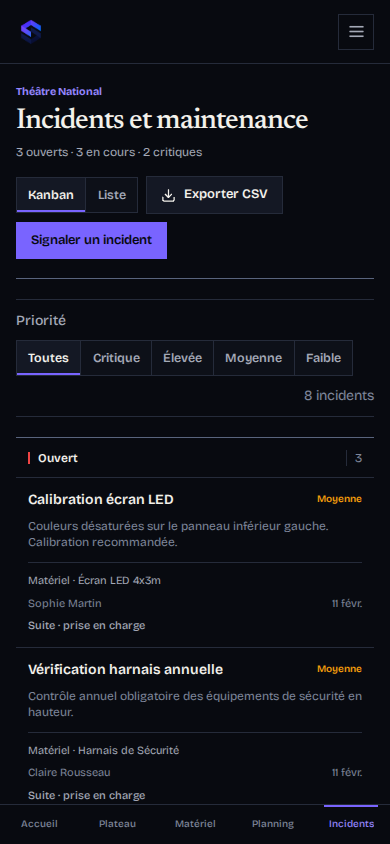 Théâtre National
Incidents et maintenance
3 ouverts · 3 en cours · 2 critiques
Kanban
Liste
Exporter CSV
Signaler un incident
Priorité
Toutes
Critique
Élevée
Moyenne
Faible
8 incidents
Ouvert
3
Calibration écran LED
Moyenne
Couleurs désaturées sur le panneau inférieur gauche.
Calibration recommandée.
Matériel · Écran LED 4x3m
Sophie Martin
11 févr.
Suite · prise en charge
Vérification harnais annuelle
Moyenne
Contrôle annuel obligatoire des équipements de sécurité en
hauteur.
Matériel · Harnais de Sécurité
Claire Rousseau
11 févr.
Suite · prise en charge
Accueil
Plateau
Matériel
Planning
Incidents